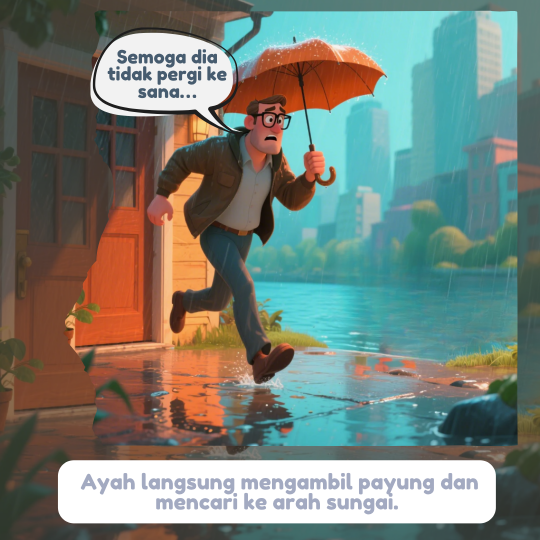 Semoga dia
tidak pergi ke
sana...
Ayah langsung mengambil payung dan
mencari ke arah sungai.